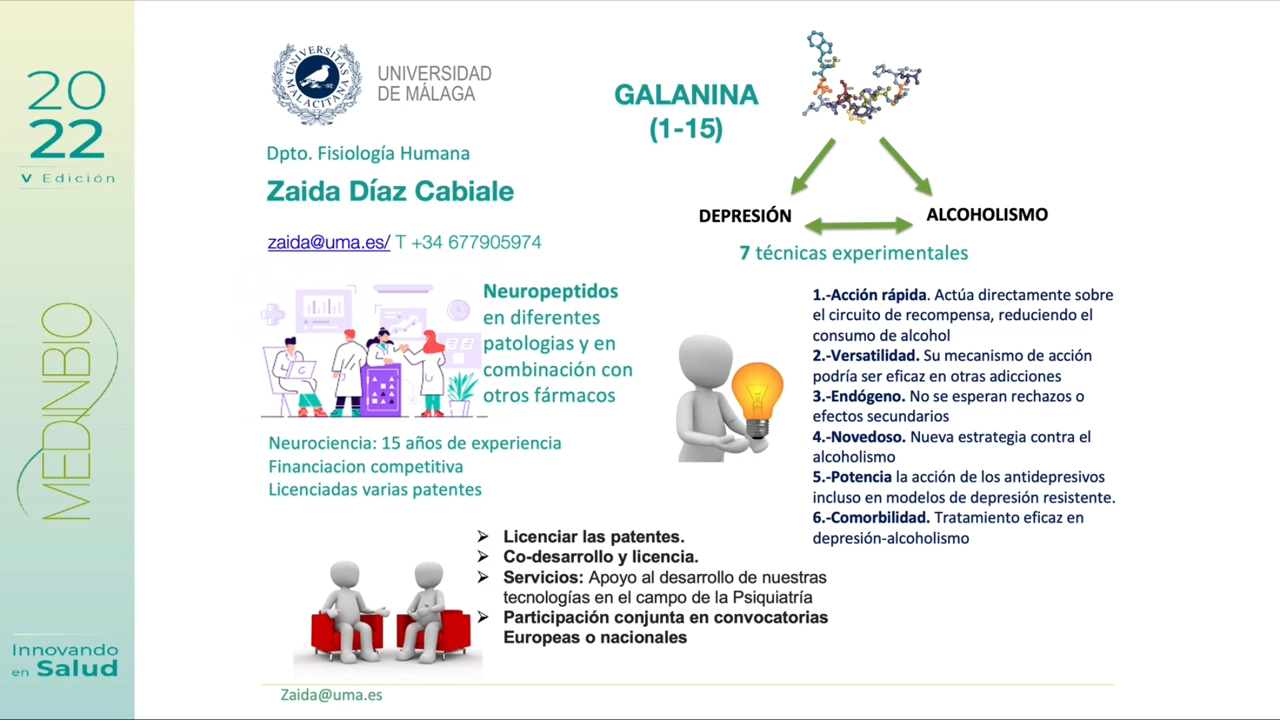 20
22
V Edición
MEDINBIO
Innovando
en Salud
UNIVERSITAS MALACITANA
UNIVERSIDAD
DE MÁLAGA
Dpto. Fisiología Humana
Zaida Díaz Cabiale
zaida@uma.es/ T +34 677905974
Neuropeptidos
en diferentes
patologias y en
combinación con
otros fármacos
Neurociencia: 15 años de experiencia
Financiacion competitiva
Licenciadas varias patentes
GALANINA
(1-15)
DEPRESIÓN
ALCOHOLISMO
7 técnicas experimentales
1.-Acción rápida. Actúa directamente sobre
el circuito de recompensa, reduciendo el
consumo de alcohol
2.-Versatilidad. Su mecanismo de acción
podría ser eficaz en otras adicciones
3.-Endógeno. No se esperan rechazos o
efectos secundarios
4.-Novedoso. Nueva estrategia contra el
alcoholismo
5.-Potencia la acción de los antidepresivos
incluso en modelos de depresión resistente.
6.-Comorbilidad. Tratamiento eficaz en
depresión-alcoholismo
➢ Licenciar las patentes.
➢ Co-desarrollo y licencia.
➢ Servicios: Apoyo al desarrollo de nuestras
tecnologías en el campo de la Psiquiatría
➢ Participación conjunta en convocatorias
Europeas o nacionales
Zaida@uma.es